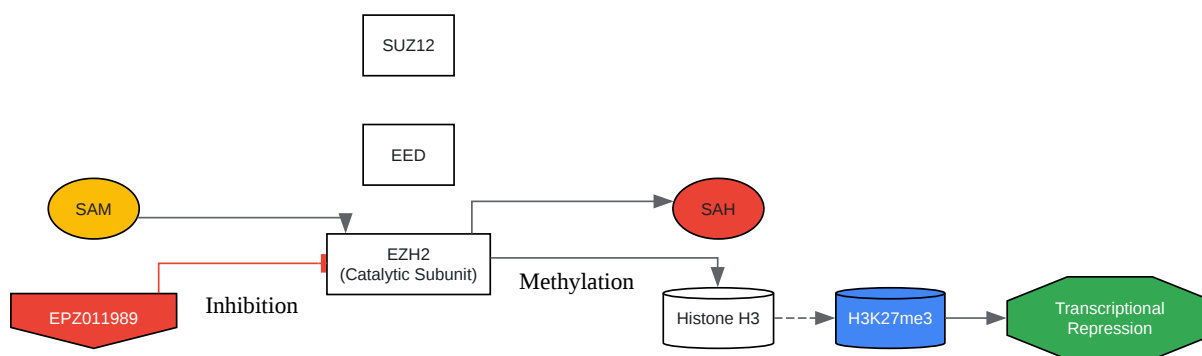 SUZ12
EED
SAM
SAH
EZH2
(Catalytic Subunit)
Methylation
Inhibition
EPZ011989
Histone H3
H3K27me3
Transcriptional
Repression